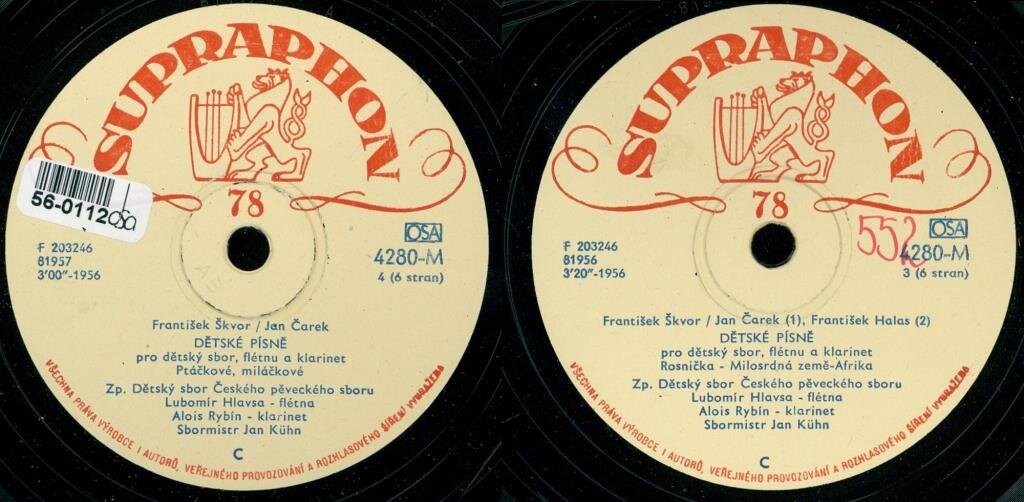 SUPRAPHON
78
56-0112
OSA
F 203246
81957
3'00"-1956
OSA
4280-M
4 (6 stran)
František Škvor / Jan Čarek
DĚTSKÉ PÍSNĚ
pro dětský sbor, flétnu a klarinet
Ptáčkové, miláčkové
Zp. Dětský sbor Českého pěveckého sboru
Lubomír Hlavsa - flétna
Alois Rybín - klarinet
Sbormistr Jan Kühn
C
VŠECHNA PRÁVA VÝROBCE I AUTORŮ, VEŘEJNÉHO PROVOZOVÁNÍ A ROZHLASOVÉHO ŠÍŘENÍ VYHRAŽENA
SUPRAPHON
78
552
F 203246
81956
3'20"-1956
OSA
4280-M
3 (6 stran)
František Škvor / Jan Čarek (1), František Halas (2)
DĚTSKÉ PÍSNĚ
pro dětský sbor, flétnu a klarinet
Rosnička - Milosrdná země-Afrika
Zp. Dětský sbor Českého pěveckého sboru
Lubomír Hlavsa - flétna
Alois Rybín - klarinet
Sbormistr Jan Kühn
C
VŠECHNA PRÁVA VÝROBCE I AUTORŮ, VEŘEJNÉHO PROVOZOVÁNÍ A ROZHLASOVÉHO ŠÍŘENÍ VYHRAŽENA